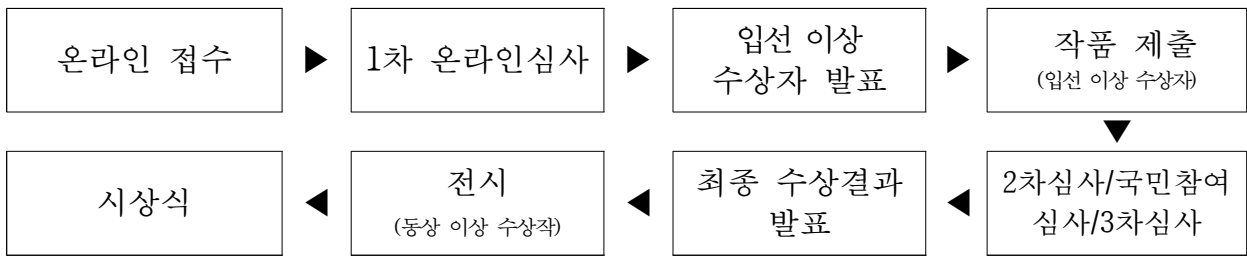 온라인 접수
▶
1차 온라인심사
▶
입선 이상
수상자 발표
▶
작품 제출
(입선 이상 수상자)
▼
2차심사/국민참여
심사/3차심사
◀
최종 수상결과
발표
◀
전시
(동상 이상 수상작)
◀
시상식